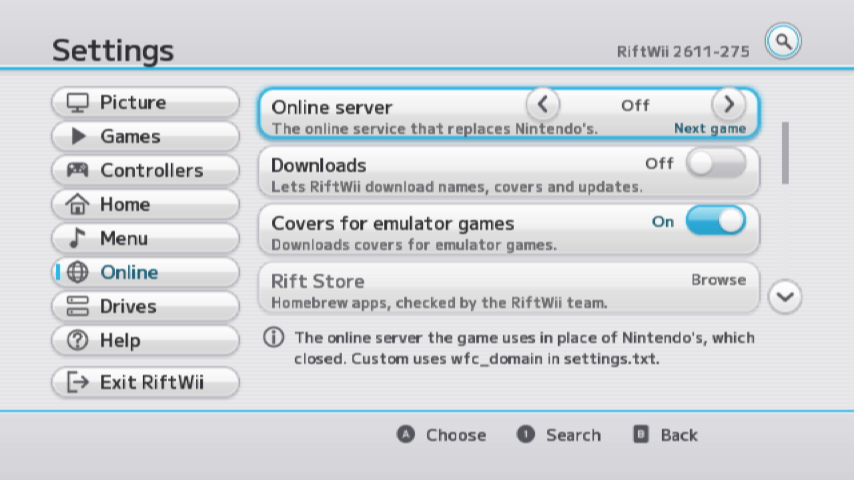 Settings
RiftWii 2611-275
Picture
Games
Controllers
Home
Menu
Online
Drives
Help
Exit RiftWii
Online server
Off
The online service that replaces Nintendo's.
Next game
Downloads
Off
Lets RiftWii download names, covers and updates.
Covers for emulator games
On
Downloads covers for emulator games.
Rift Store
Browse
Homebrew apps, checked by the RiftWii team.
The online server the game uses in place of Nintendo's, which
closed. Custom uses wfc_domain in settings.txt.
A Choose
1 Search
B Back